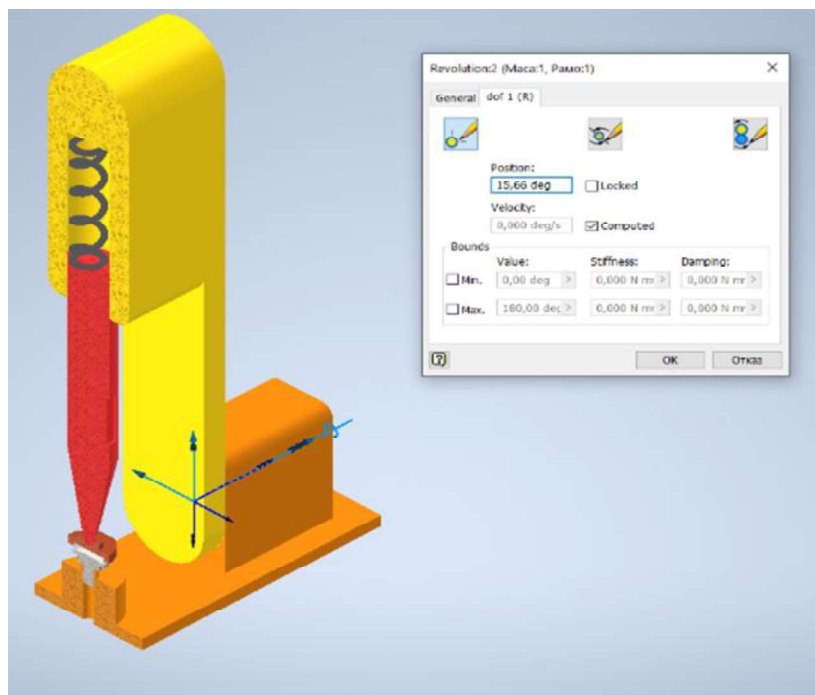 Revolution:2 (Маса:1, Рамо:1)
General dof 1 (R)
Position:
15,66 deg Locked
Velocity:
0,000 deg/s Computed
Bounds
Value: Stiffness: Damping:
Min. 0,00 deg > 0,000 N mr > 0,000 N mr >
Max. 160,00 dec > 0,000 N mr > 0,000 N mr >
OK Отказ